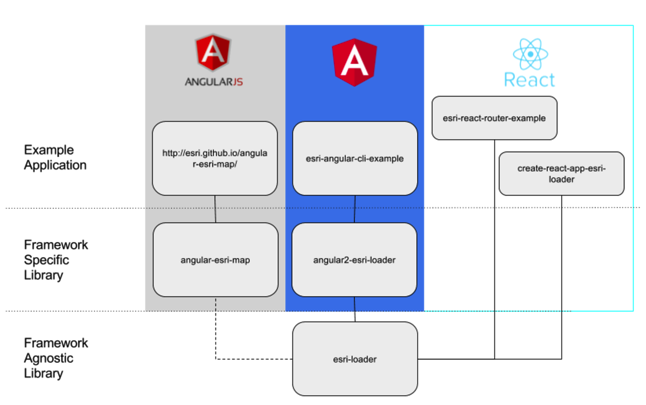 ANGULARJS
A
A
React
Example
Application
http://esri.github.io/angula
r-esri-map/
esri-angular-cli-example
esri-react-router-example
create-react-app-esri-
loader
Framework
Specific
Library
angular-esri-map
angular2-esri-loader
Framework
Agnostic
Library
esri-loader